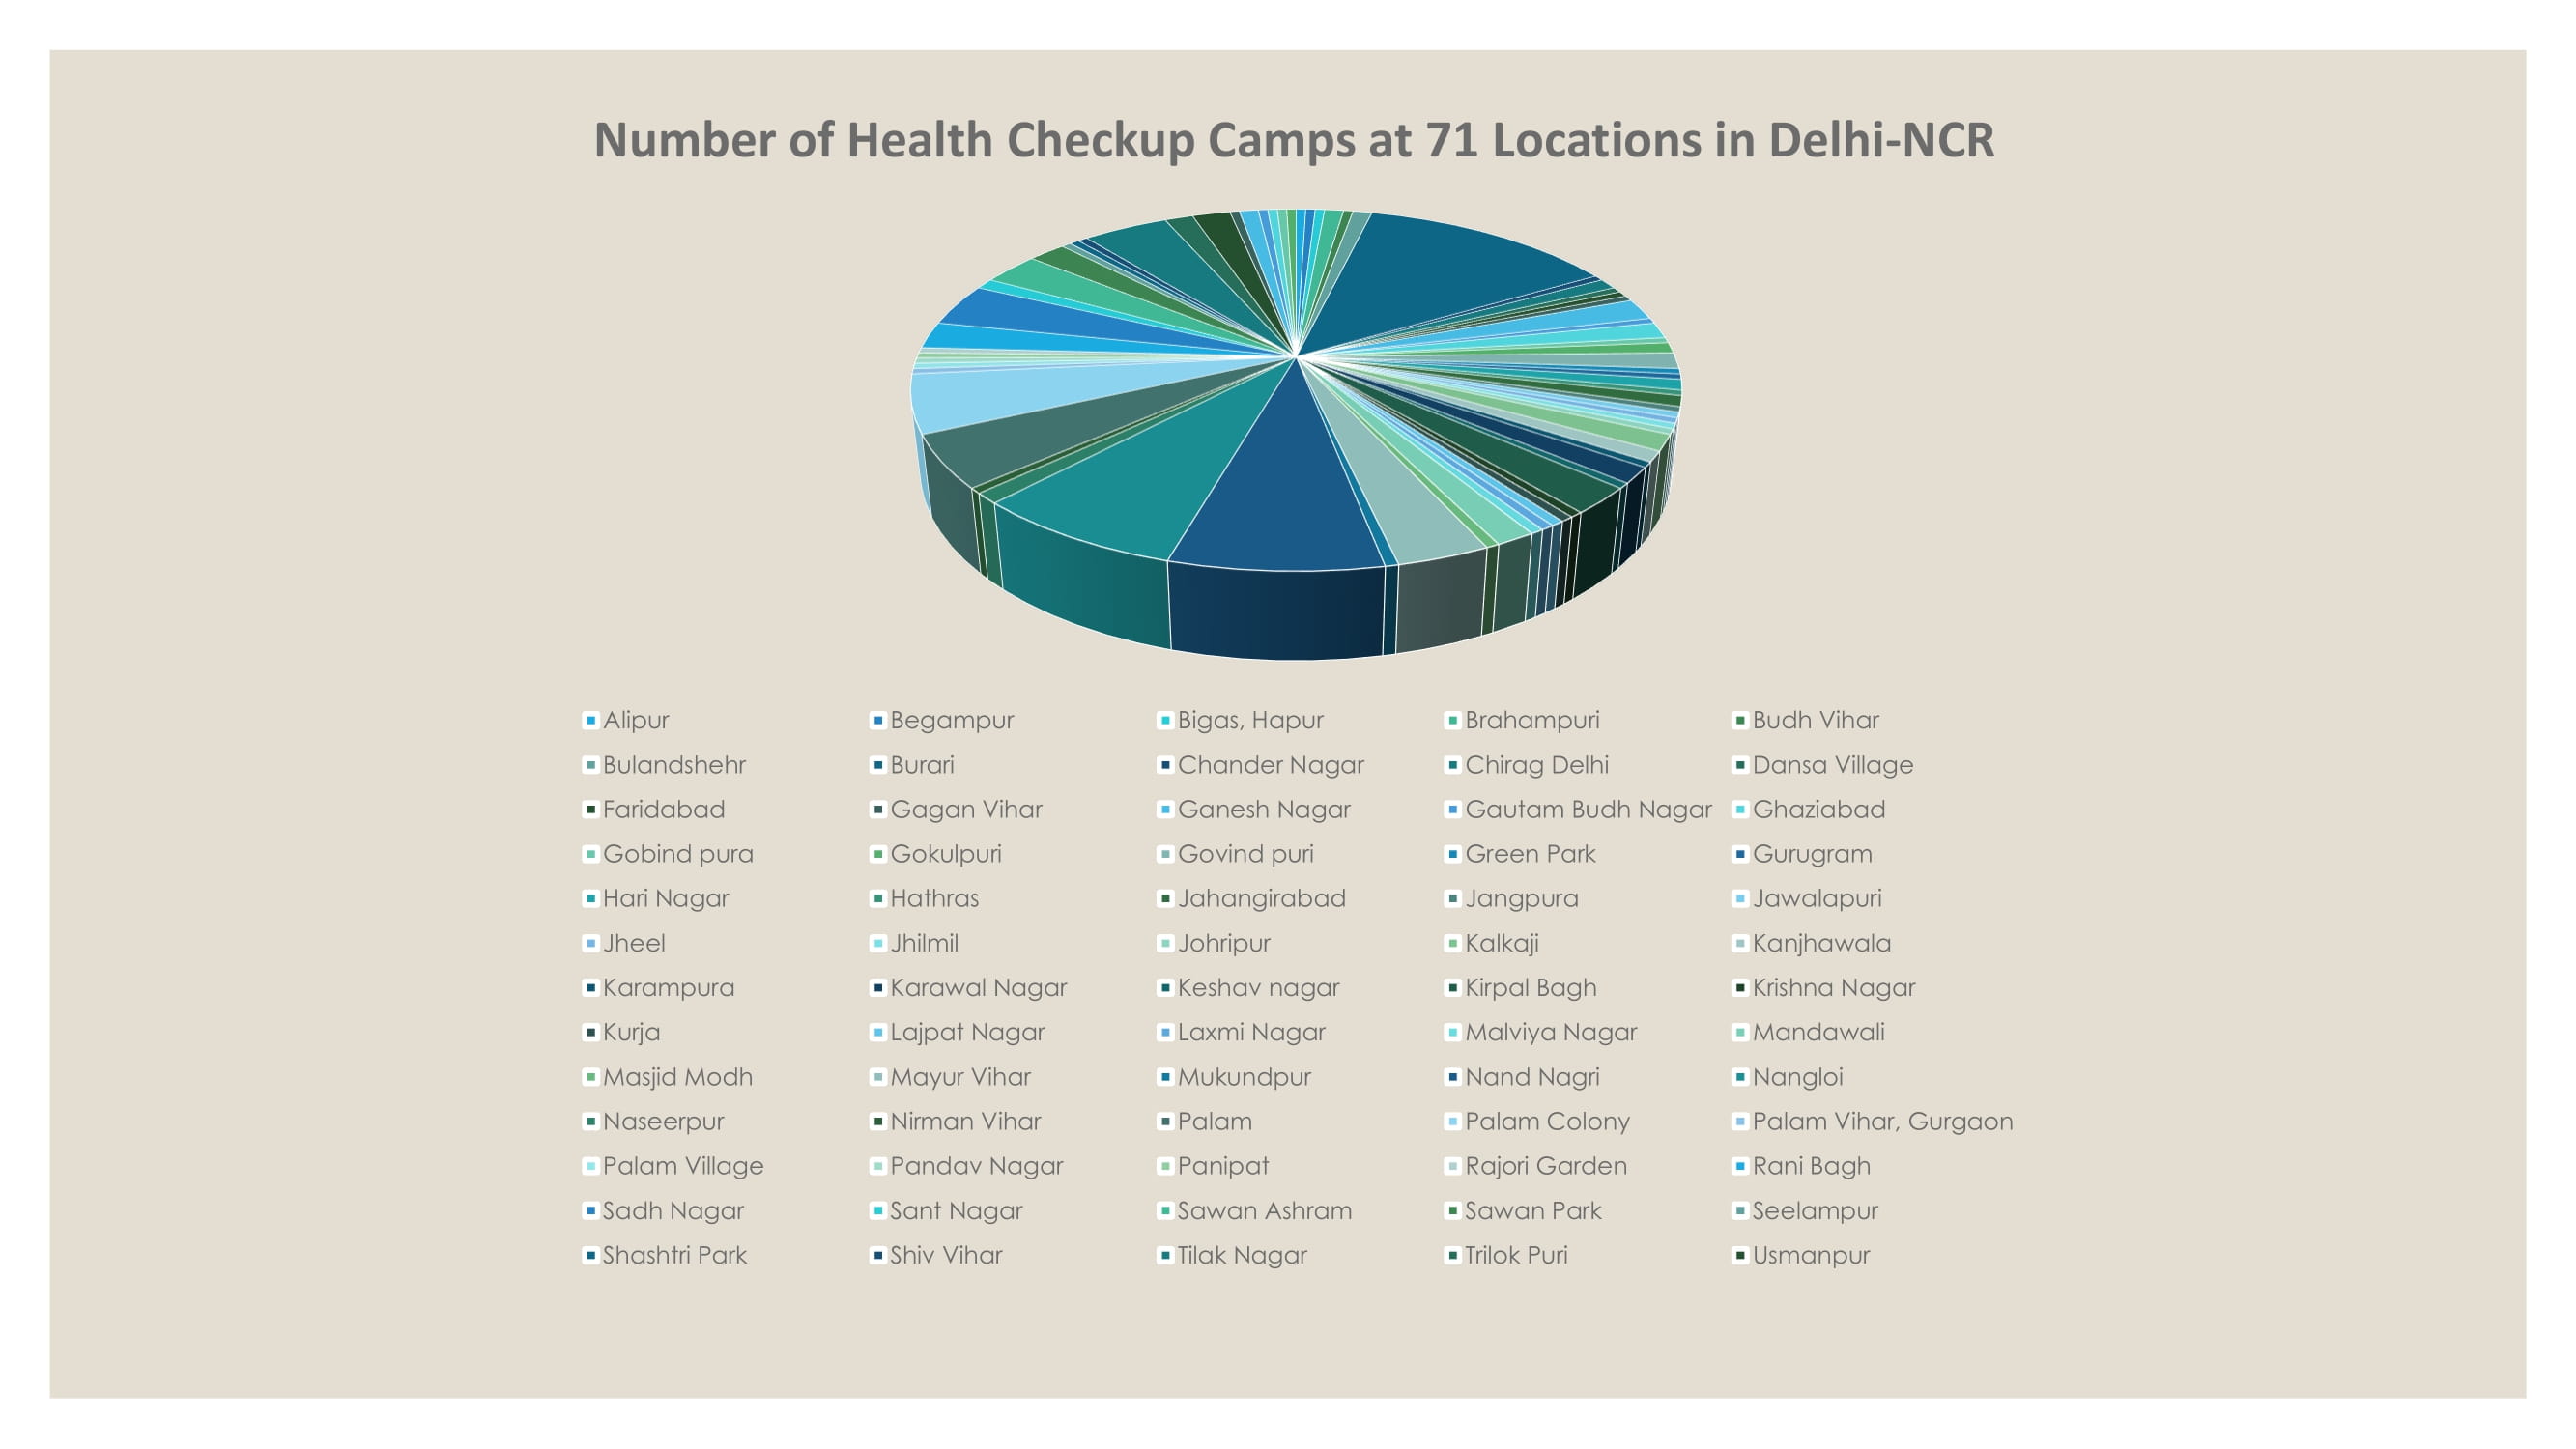 Number of Health Checkup Camps at 71 Locations in Delhi-NCR
Alipur Begampur Bigas, Hapur Brahampuri Budh Vihar
Bulandshehr Burari Chander Nagar Chirag Delhi Dansa Village
Faridabad Gagan Vihar Ganesh Nagar Gautam Budh Nagar Ghaziabad
Gobind pura Gokulpuri Govind puri Green Park Gurugram
Hari Nagar Hathras Jahangirabad Jangpura Jawalapuri
Jheel Jhilmil Johripur Kalkaji Kanjhawala
Karampura Karawal Nagar Keshav nagar Kirpal Bagh Krishna Nagar
Kurja Lajpat Nagar Laxmi Nagar Malviya Nagar Mandawali
Masjid Modh Mayur Vihar Mukundpur Nand Nagri Nangloi
Naseerpur Nirman Vihar Palam Palam Colony Palam Vihar, Gurgaon
Palam Village Pandav Nagar Panipat Rajori Garden Rani Bagh
Sadh Nagar Sant Nagar Sawan Ashram Sawan Park Seelampur
Shashtri Park Shiv Vihar Tilak Nagar Trilok Puri Usmanpur